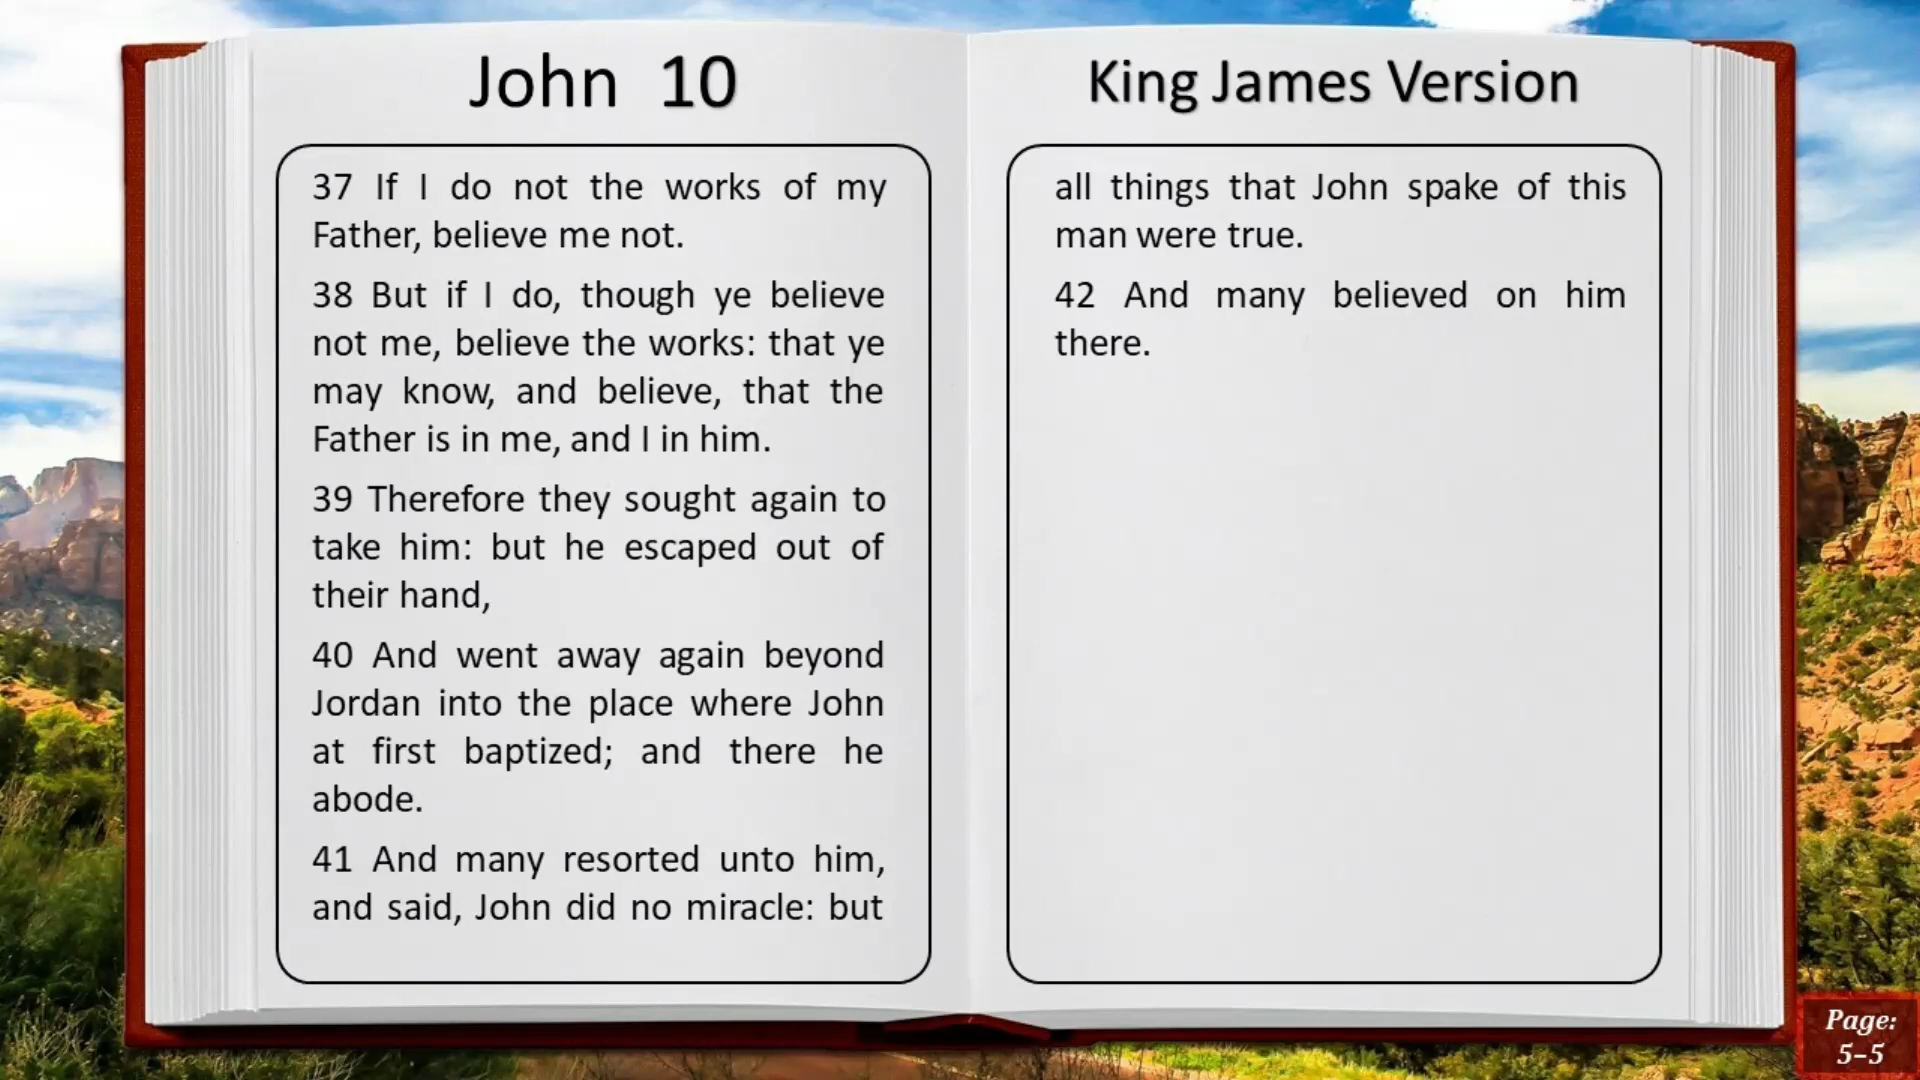 John 10
King James Version
37 If I do not the works of my
Father, believe me not.
38 But if I do, though ye believe
not me, believe the works: that ye
may know, and believe, that the
Father is in me, and I in him.
39 Therefore they sought again to
take him: but he escaped out of
their hand,
40 And went away again beyond
Jordan into the place where John
at first baptized; and there he
abode.
41 And many resorted unto him,
and said, John did no miracle: but
all things that John spake of this
man were true.
42 And many believed on him
there.
Page:
5–5